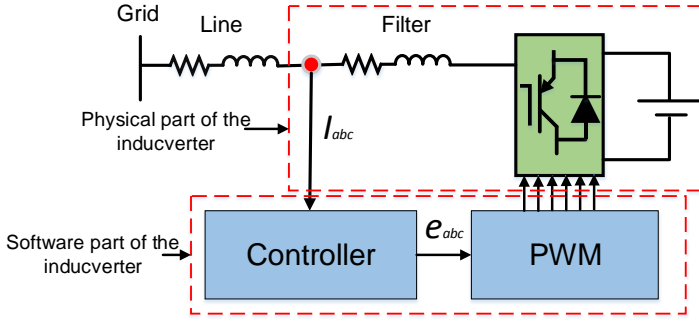 Grid
Line
Filter
Physical part of the
inducverter
Iabc
Software part of the
inducverter
Controller
eabc
PWM